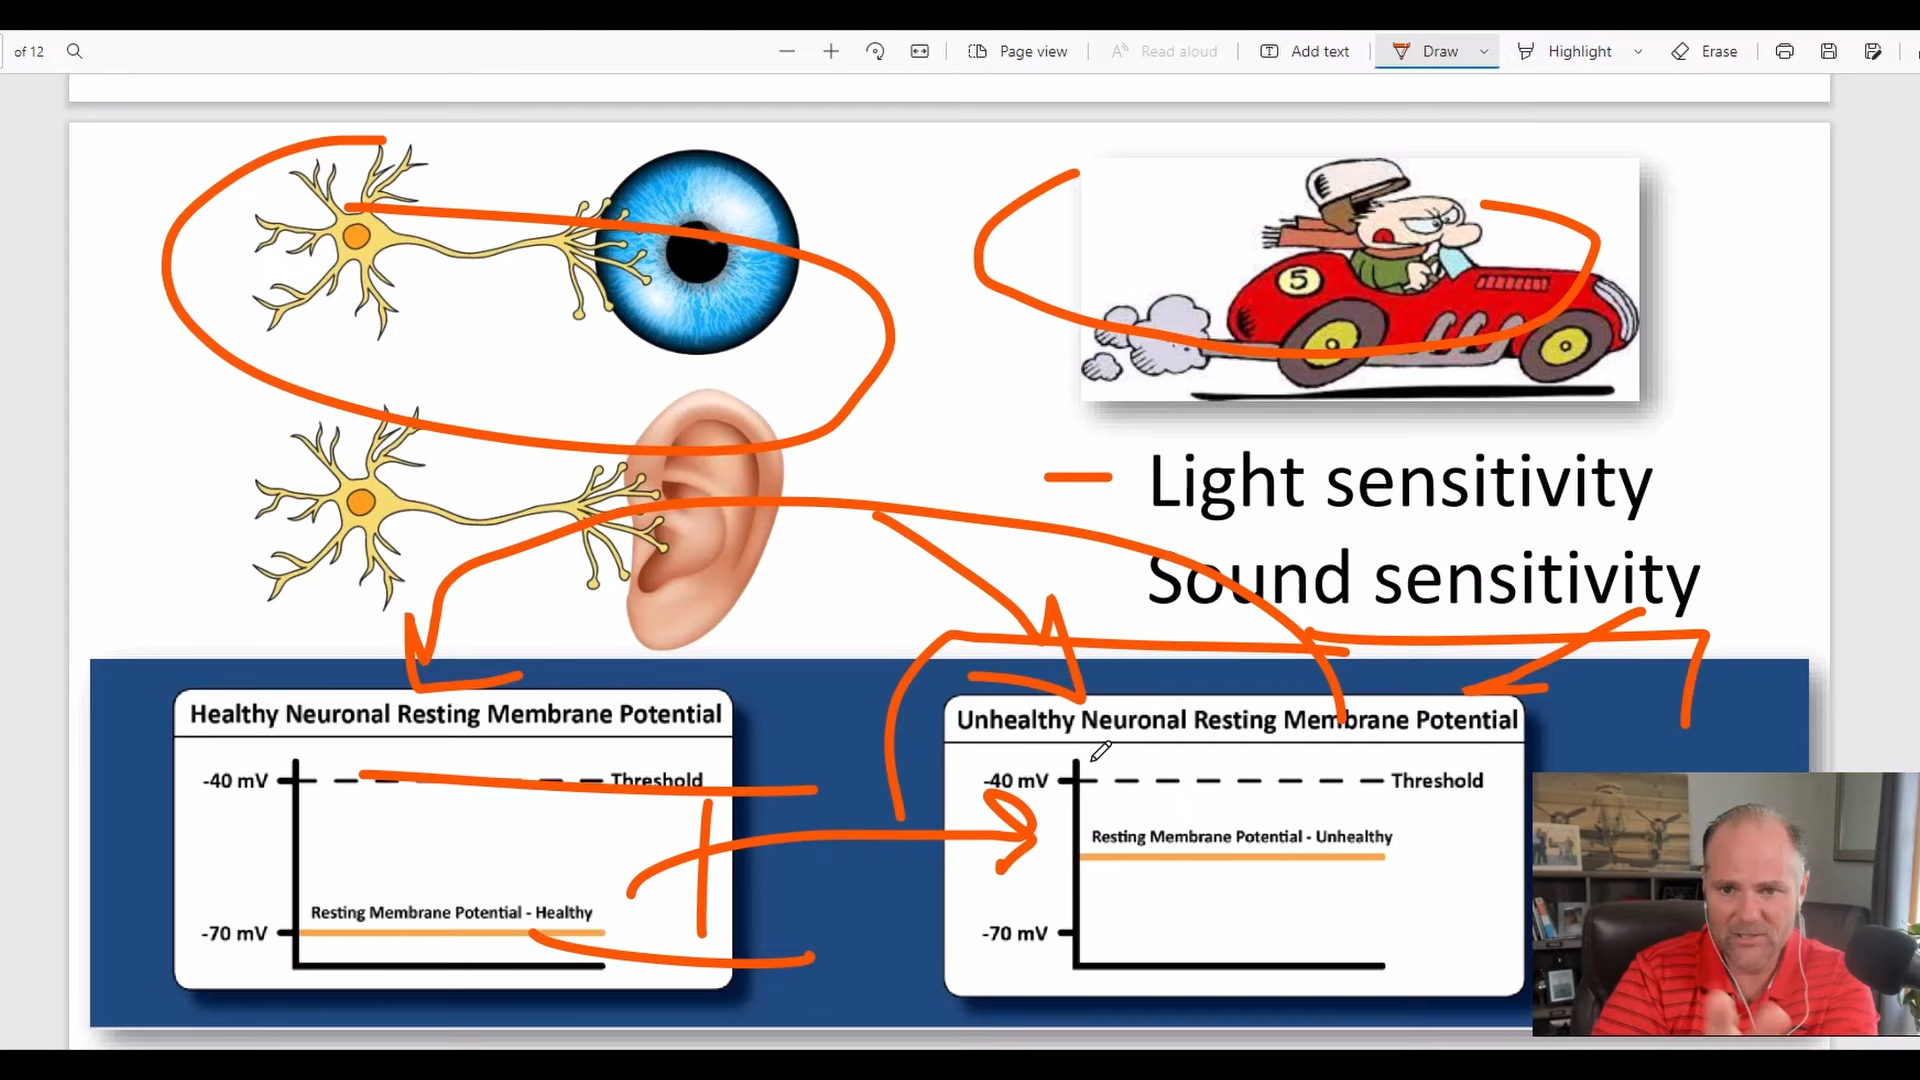 of 12
Page view
Read aloud
Add text
Draw
Highlight
Erase
5
Light sensitivity
Sound sensitivity
Healthy Neuronal Resting Membrane Potential
-40 mV
Threshold
Resting Membrane Potential - Healthy
-70 mV
Unhealthy Neuronal Resting Membrane Potential
-40 mV
Threshold
Resting Membrane Potential - Unhealthy
-70 mV